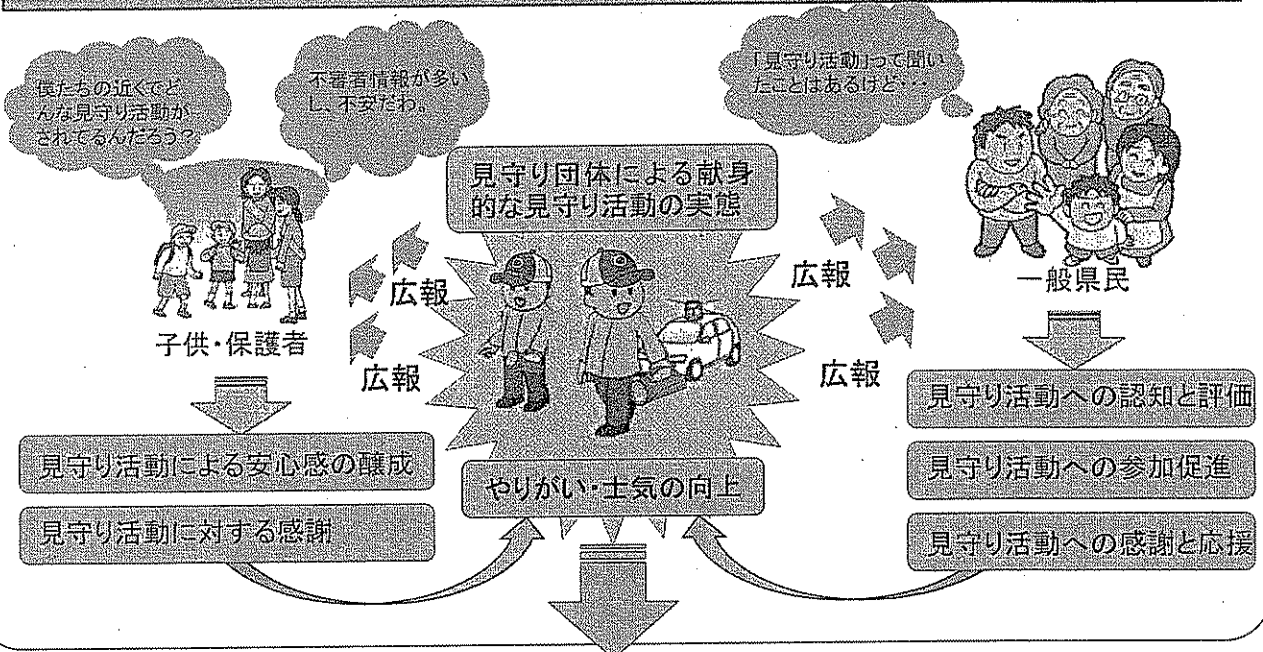 僕たちの近くでど
んな見守り活動が
されてるんだろう?
不審者情報が多い
し、不安だわ。
「見守り活動」って聞い
たことはあるけど…
見守り団体による献身
的な見守り活動の実態
広報
広報
広報
広報
子供・保護者
一般県民
見守り活動による安心感の醸成
見守り活動に対する感謝
やりがい・士気の向上
見守り活動への認知と評価
見守り活動への参加促進
見守り活動への感謝と応援